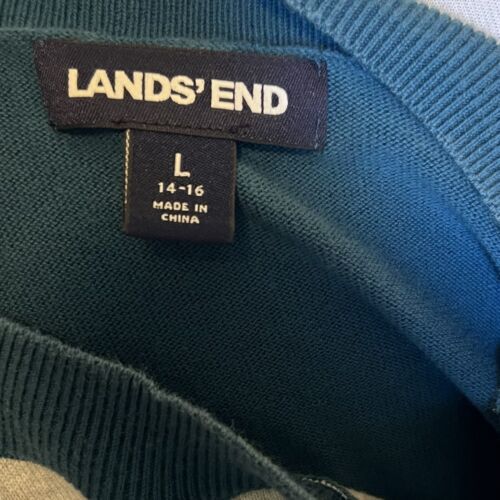 LANDS' END
L
14-16
MADE IN
CHINA